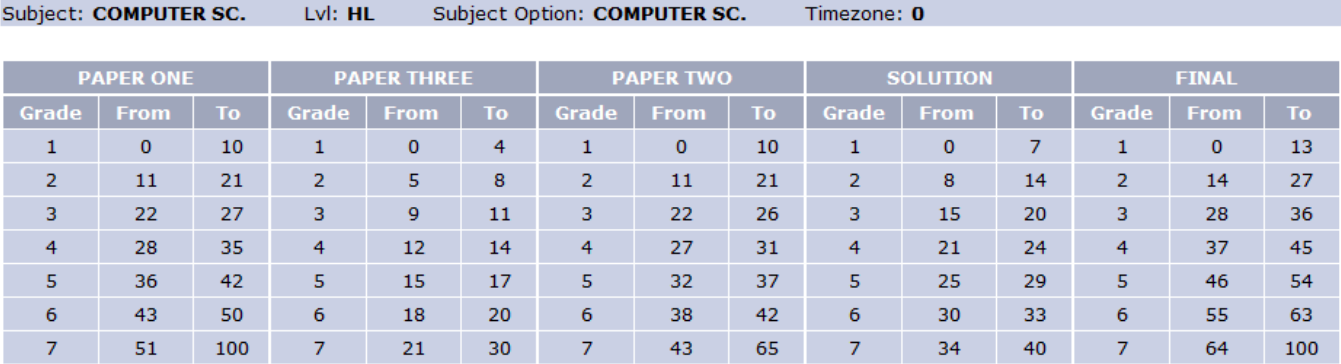 Subject: COMPUTER SC. Lvl: HL Subject Option: COMPUTER SC. Timezone: 0
PAPER ONE PAPER THREE PAPER TWO SOLUTION FINAL
Grade From To Grade From To Grade From To Grade From To Grade From To
1 0 10 1 0 4 1 0 10 1 0 7 1 0 13
2 11 21 2 5 8 2 11 21 2 8 14 2 14 27
3 22 27 3 9 11 3 22 26 3 15 20 3 28 36
4 28 35 4 12 14 4 27 31 4 21 24 4 37 45
5 36 42 5 15 17 5 32 37 5 25 29 5 46 54
6 43 50 6 18 20 6 38 42 6 30 33 6 55 63
7 51 100 7 21 30 7 43 65 7 34 40 7 64 100